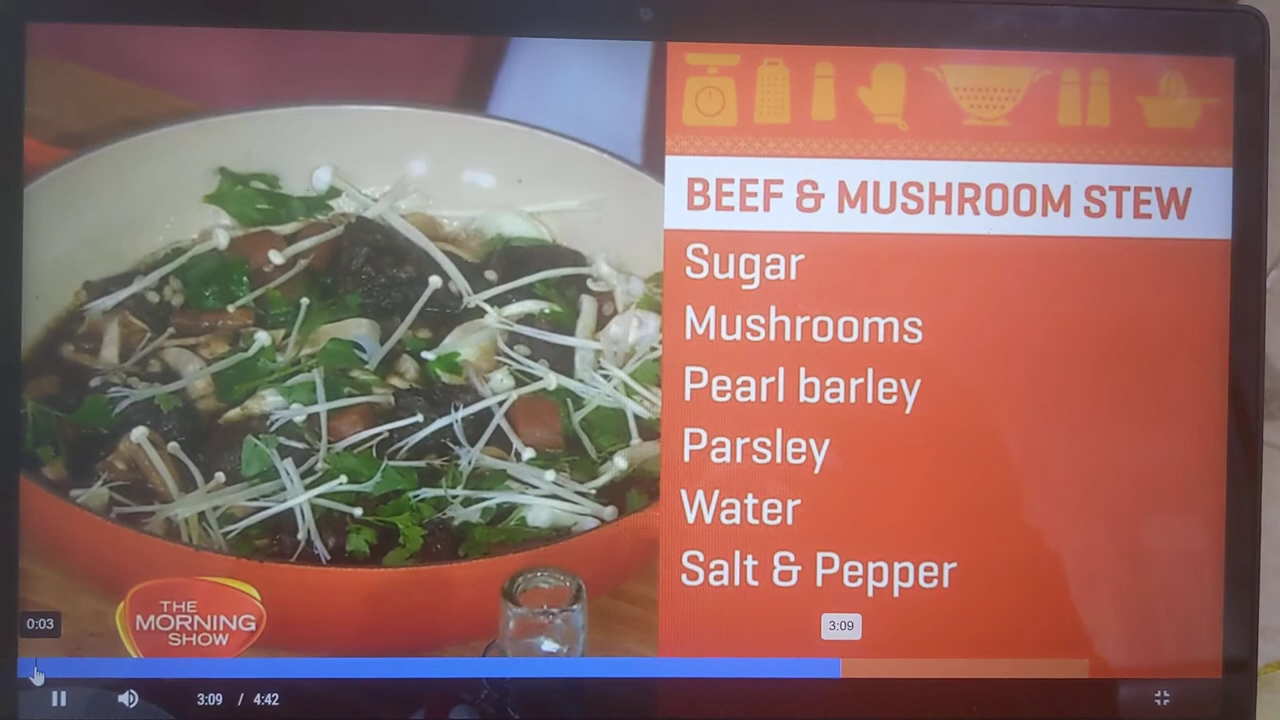 BEEF & MUSHROOM STEW
Sugar
Mushrooms
Pearl barley
Parsley
Water
Salt & Pepper
THE
MORNING
SHOW
0:03
3:09
3:09 / 4:42